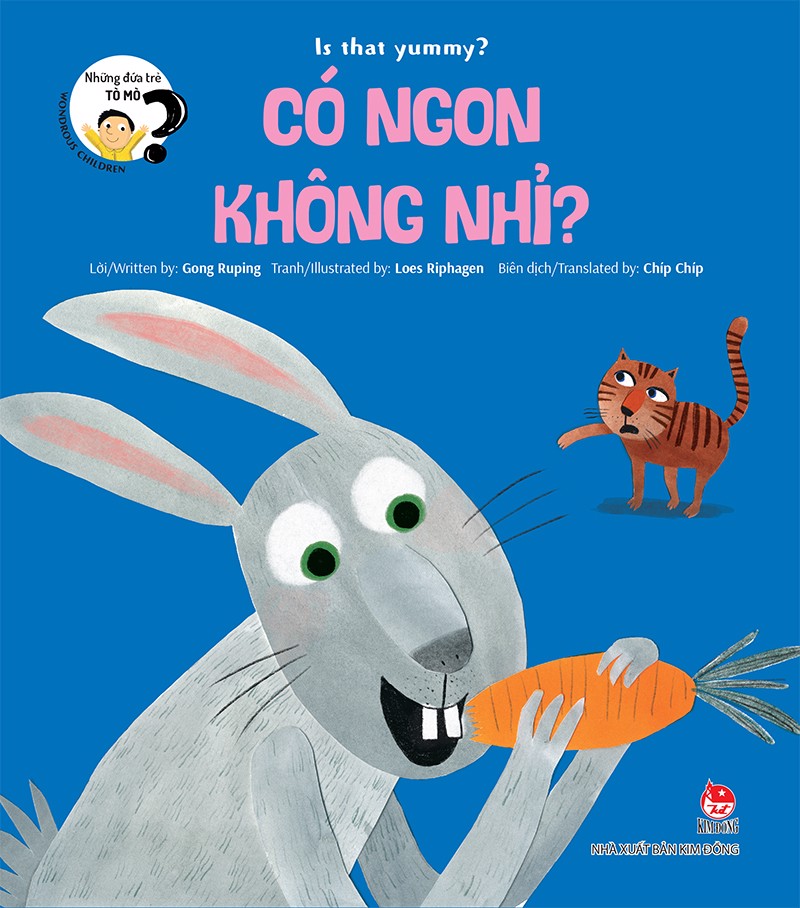 Is that yummy?
Những đứa trẻ
TÒ MÒ
?
WONDROUS CHILDREN
CÓ NGON
KHÔNG NHỈ?
Lời/Written by: Gong Ruping Tranh/Illustrated by: Loes Riphagen Biên dịch/Translated by: Chíp Chíp
KIM ĐỒNG
NHÀ XUẤT BẢN KIM ĐỒNG